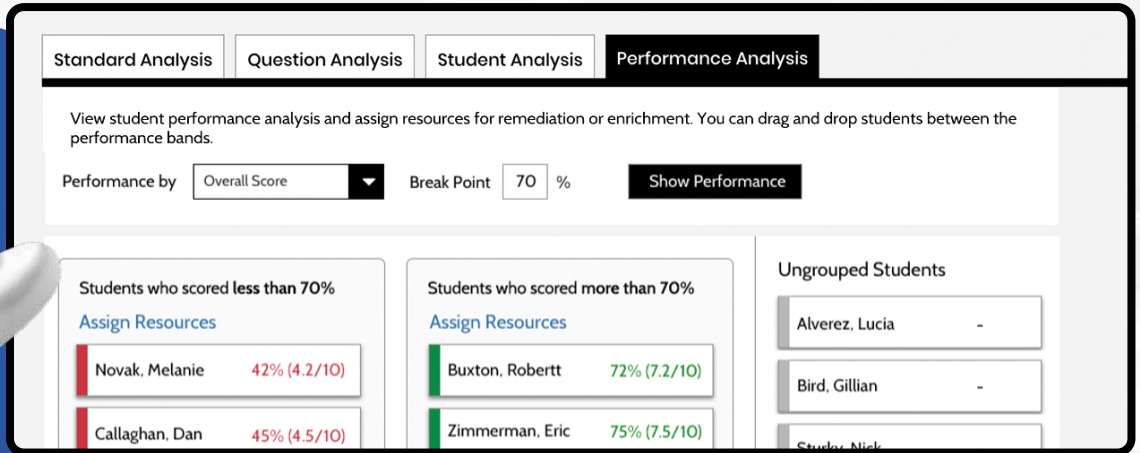 Standard Analysis
Question Analysis
Student Analysis
Performance Analysis
View student performance analysis and assign resources for remediation or enrichment. You can drag and drop students between the
performance bands.
Performance by Overall Score Break Point 70 % Show Performance
Students who scored less than 70%
Assign Resources
Novak, Melanie 42% (4.2/10)
Callaghan, Dan 45% (4.5/10)
Students who scored more than 70%
Assign Resources
Buxton, Robertt 72% (7.2/10)
Zimmerman, Eric 75% (7.5/10)
Ungrouped Students
Alverez, Lucia -
Bird, Gillian -